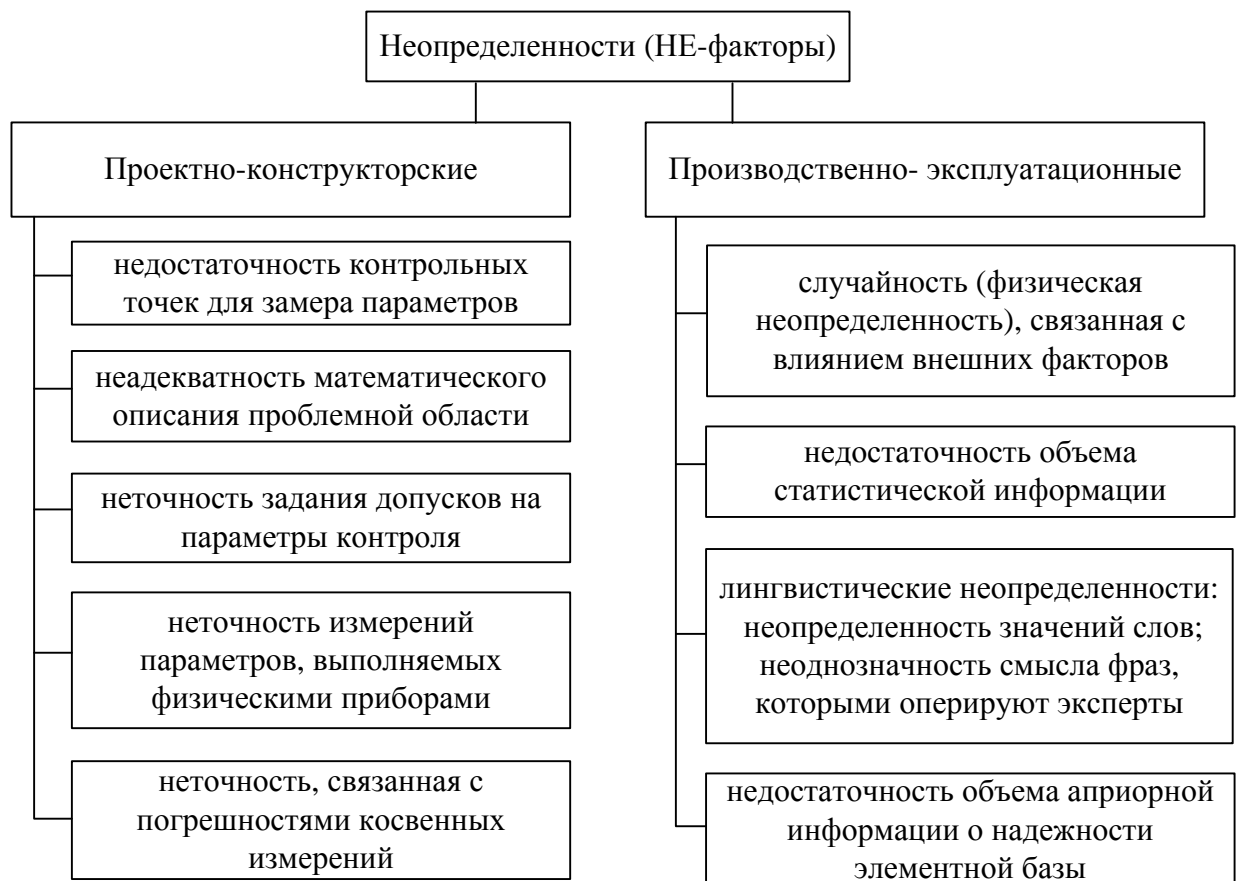 Неопределенности (НЕ-факторы)
Проектно-конструкторские
недостаточность контрольных
точек для замера параметров
неадекватность математического
описания проблемной области
неточность задания допусков на
параметры контроля
неточность измерений
параметров, выполняемых
физическими приборами
неточность, связанная с
погрешностями косвенных
измерений
Производственно- эксплуатационные
случайность (физическая
неопределенность), связанная с
влиянием внешних факторов
недостаточность объема
статистической информации
лингвистические неопределенности:
неопределенность значений слов;
неоднозначность смысла фраз,
которыми оперируют эксперты
недостаточность объема априорной
информации о надежности
элементной базы